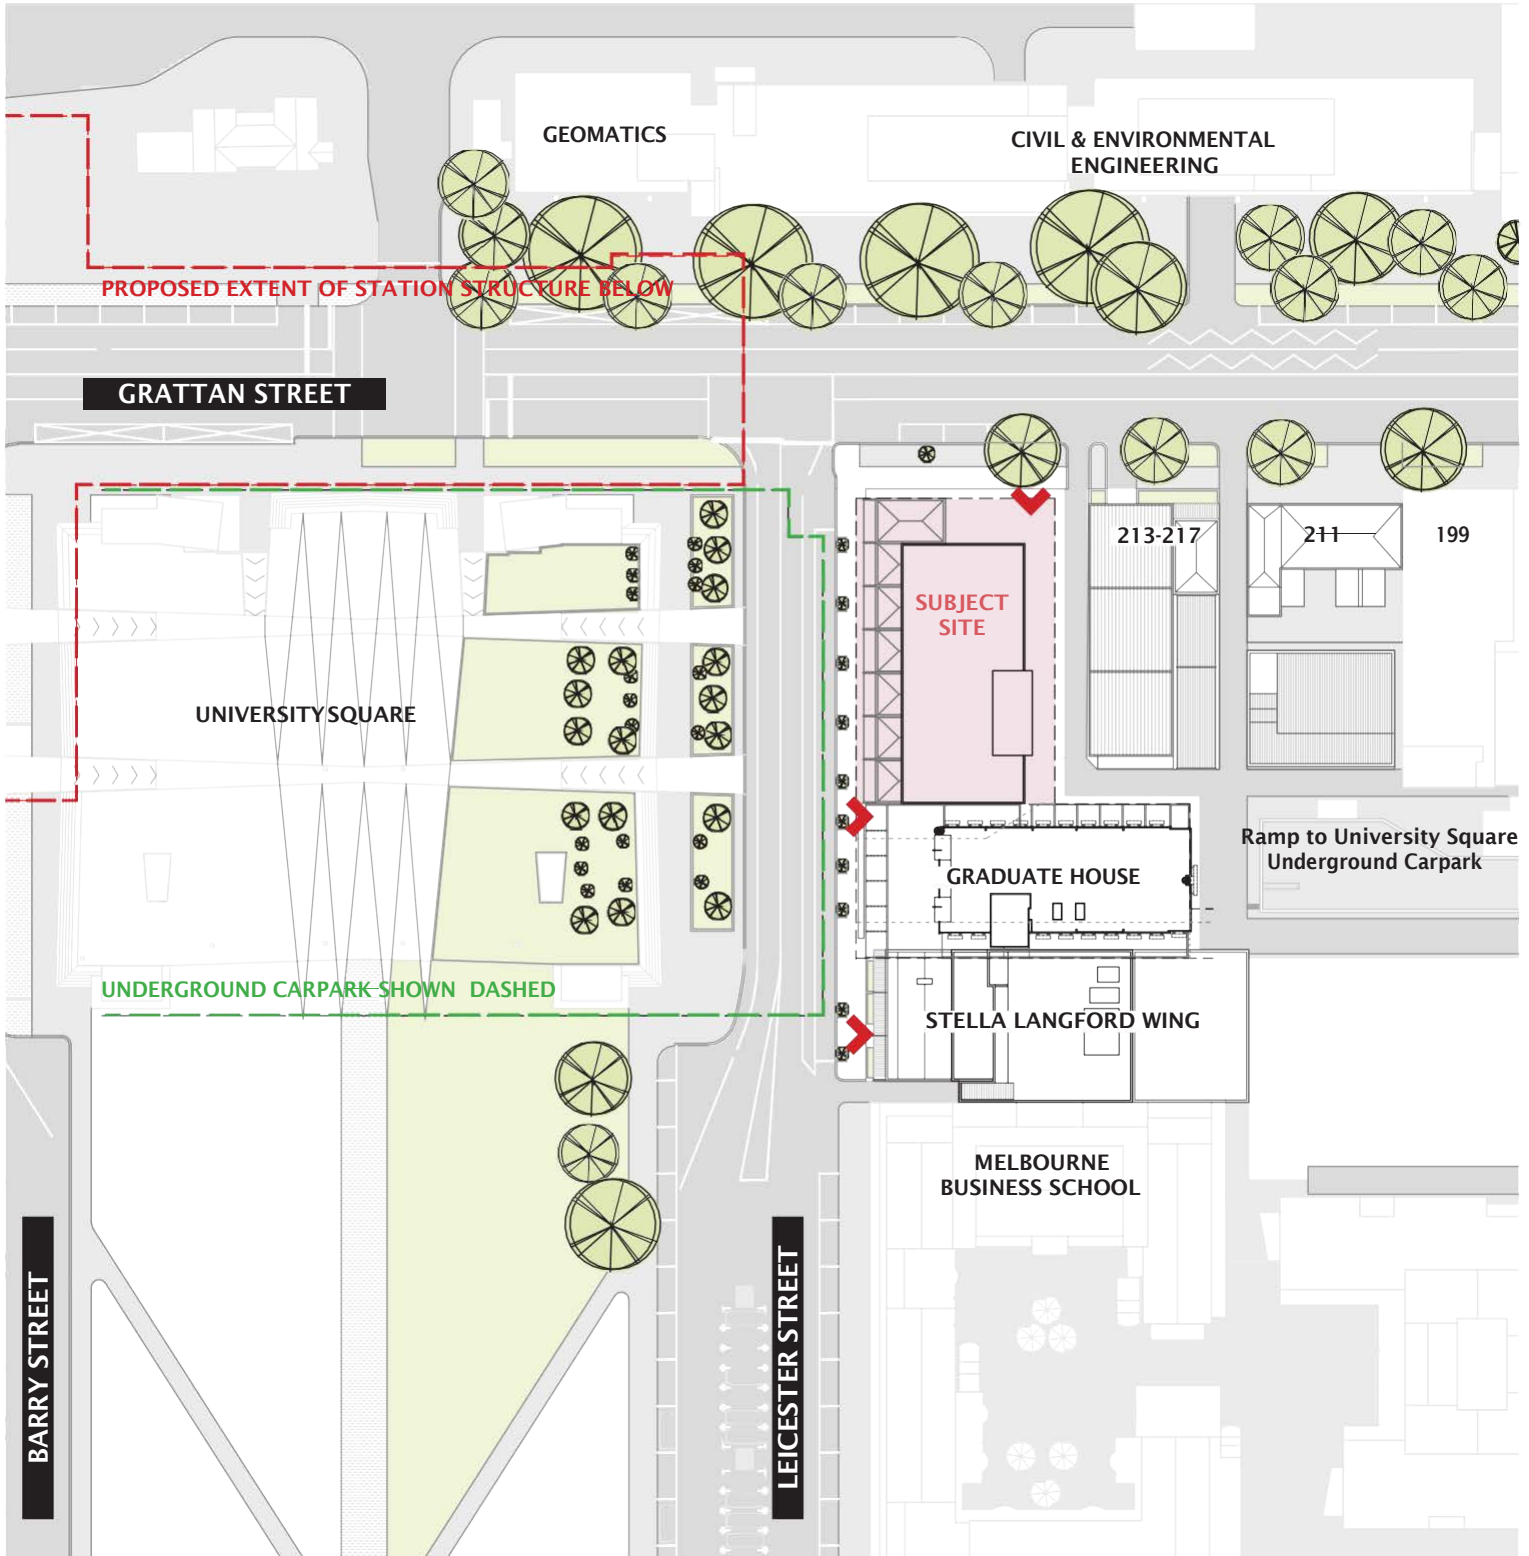 GEOMATICS
CIVIL & ENVIRONMENTAL
ENGINEERING
PROPOSED EXTENT OF STATION STRUCTURE BELOW
GRATTAN STREET
213-217
211
199
SUBJECT
SITE
UNIVERSITY SQUARE
Ramp to University Square
Underground Carpark
GRADUATE HOUSE
UNDERGROUND CARPARK SHOWN DASHED
STELLA LANGFORD WING
MELBOURNE
BUSINESS SCHOOL
BARRY STREET
LEICESTER STREET